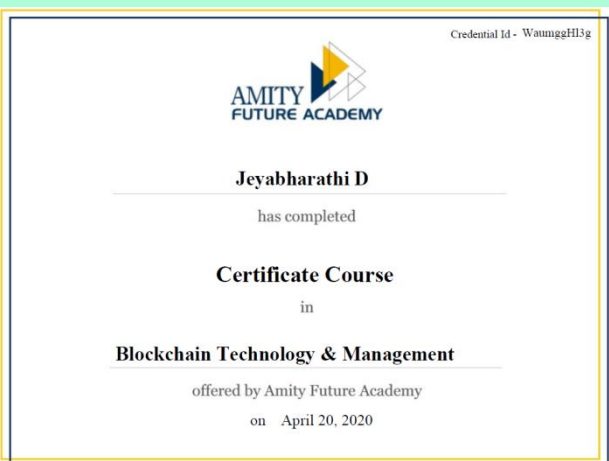 Credential Id - WaumggHl3g
AMITY
FUTURE ACADEMY
Jeyabharathi D
has completed
Certificate Course
in
Blockchain Technology & Management
offered by Amity Future Academy
on April 20, 2020